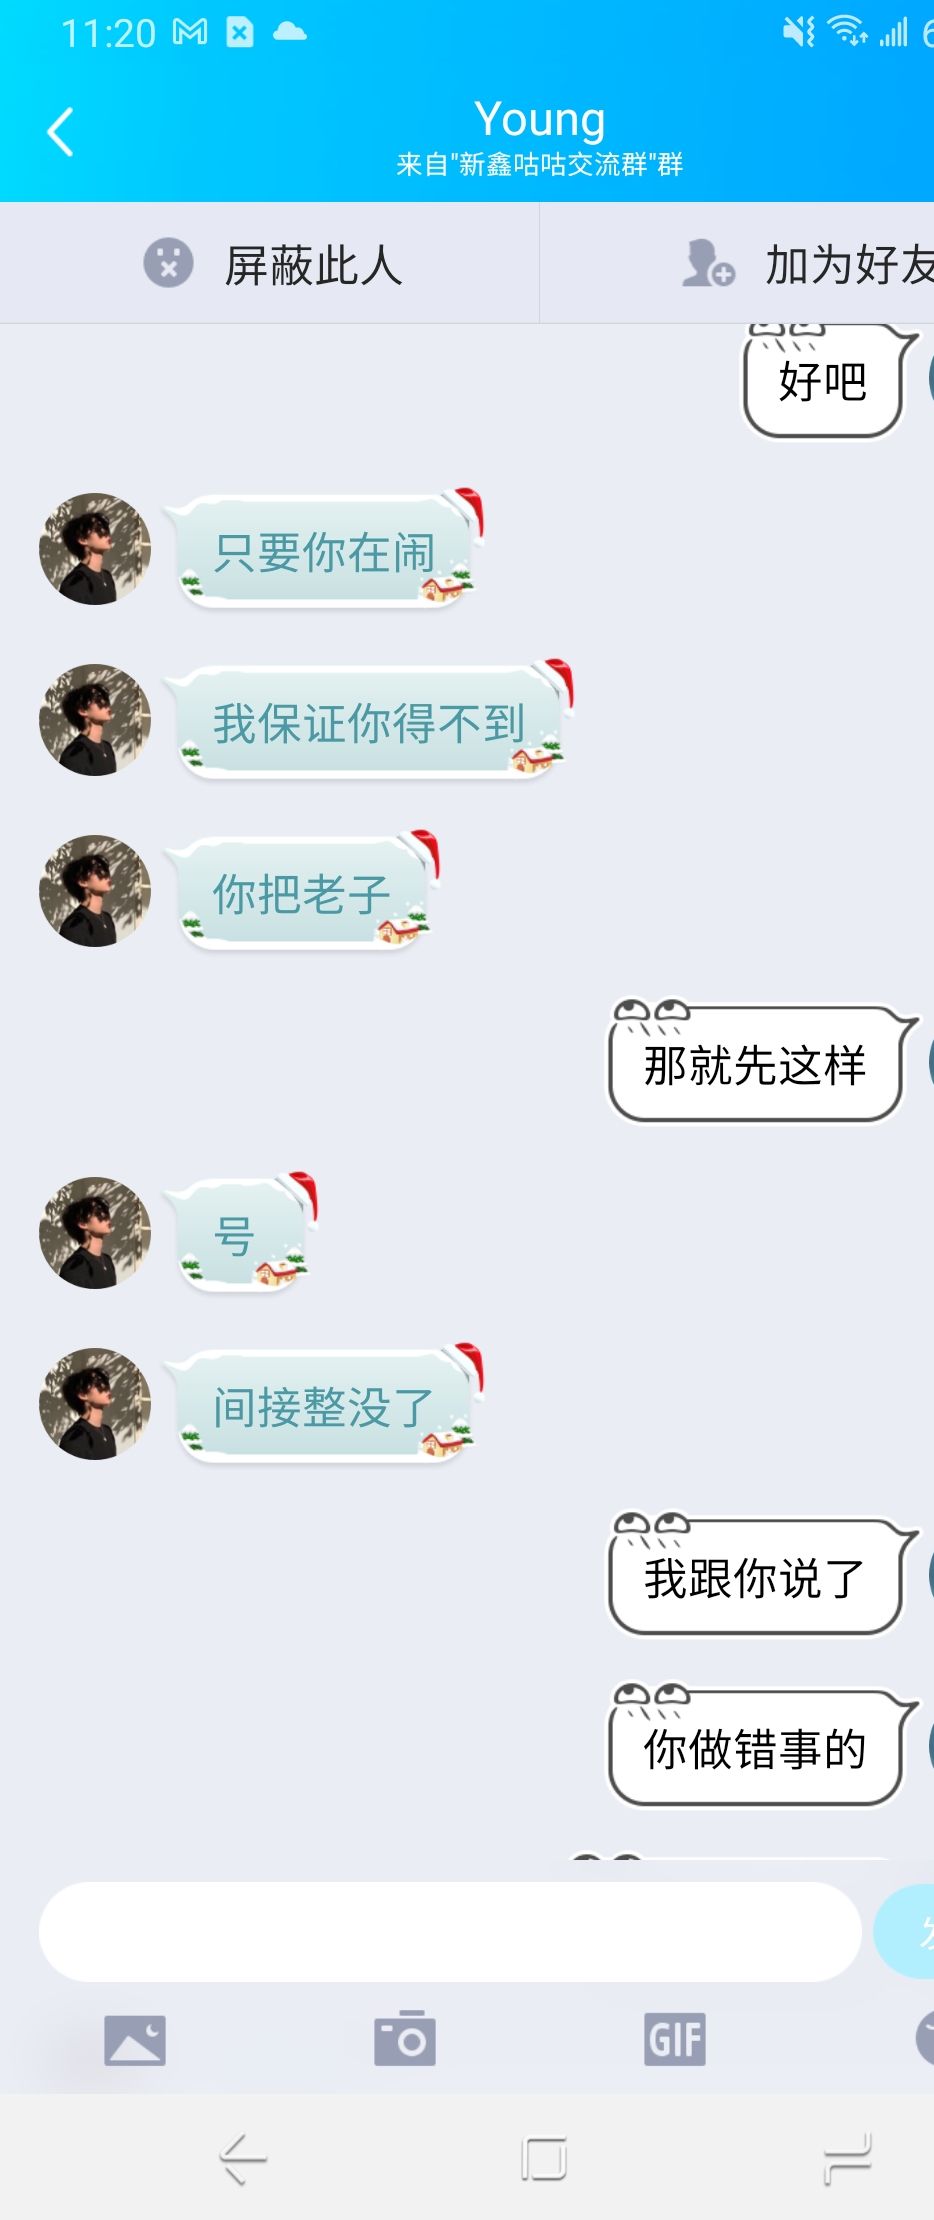 11:20
Young
来自"新鑫咕咕交流群"群
屏蔽此人
加为好友
好吧
只要你在闹
我保证你得不到
你把老子
那就先这样
号
间接整没了
我跟你说了
你做错事的
GIF